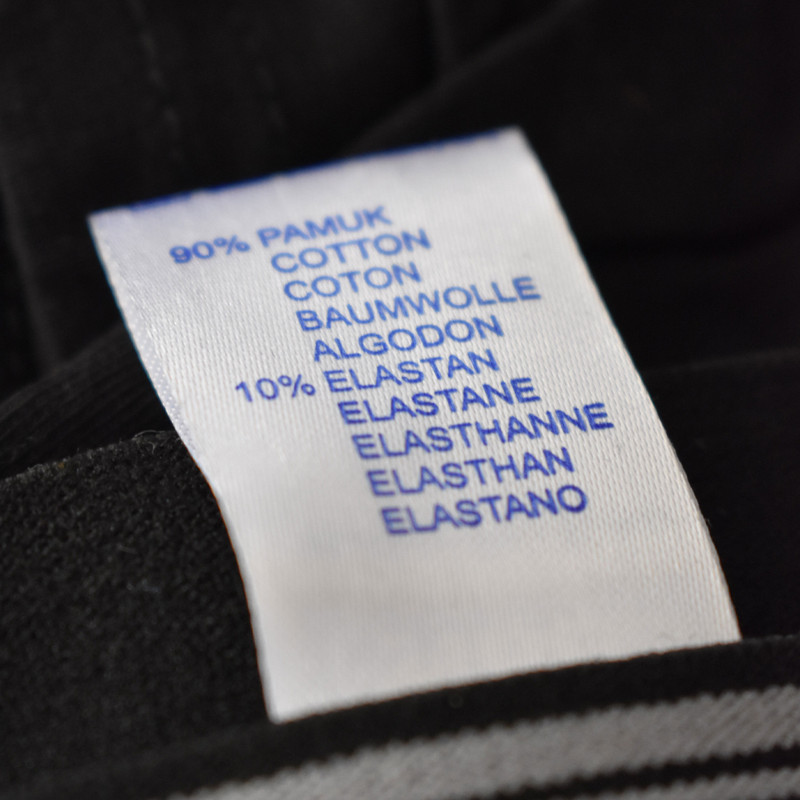 90% PAMUK
COTTON
COTON
BAUMWOLLE
ALGODON
10% ELASTAN
ELASTANE
ELASTHANNE
ELASTHAN
ELASTANO